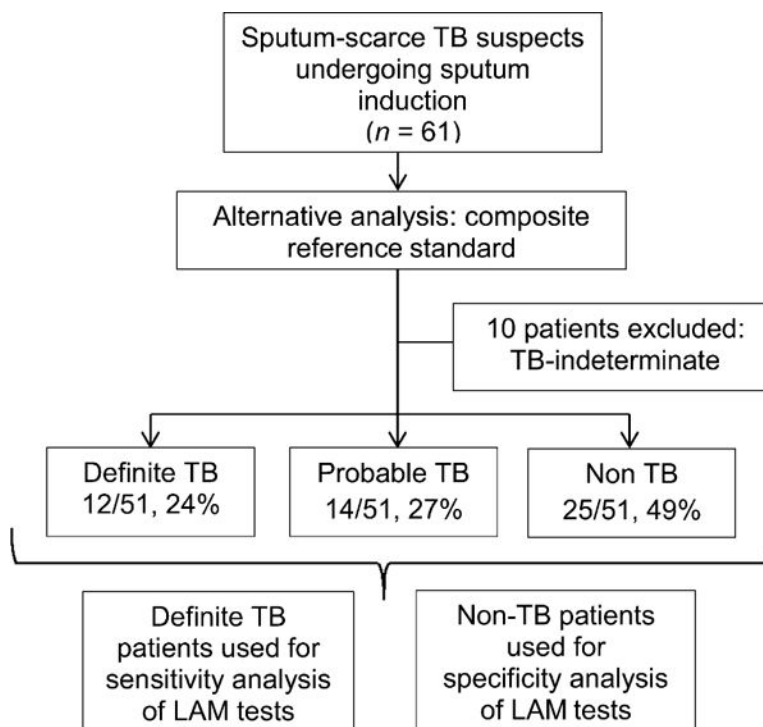 Sputum-scarce TB suspects
undergoing sputum
induction
(n = 61)
Alternative analysis: composite
reference standard
10 patients excluded:
TB-indeterminate
Definite TB
12/51, 24%
Probable TB
14/51, 27%
Non TB
25/51, 49%
Definite TB
patients used for
sensitivity analysis
of LAM tests
Non-TB patients
used for
specificity analysis
of LAM tests